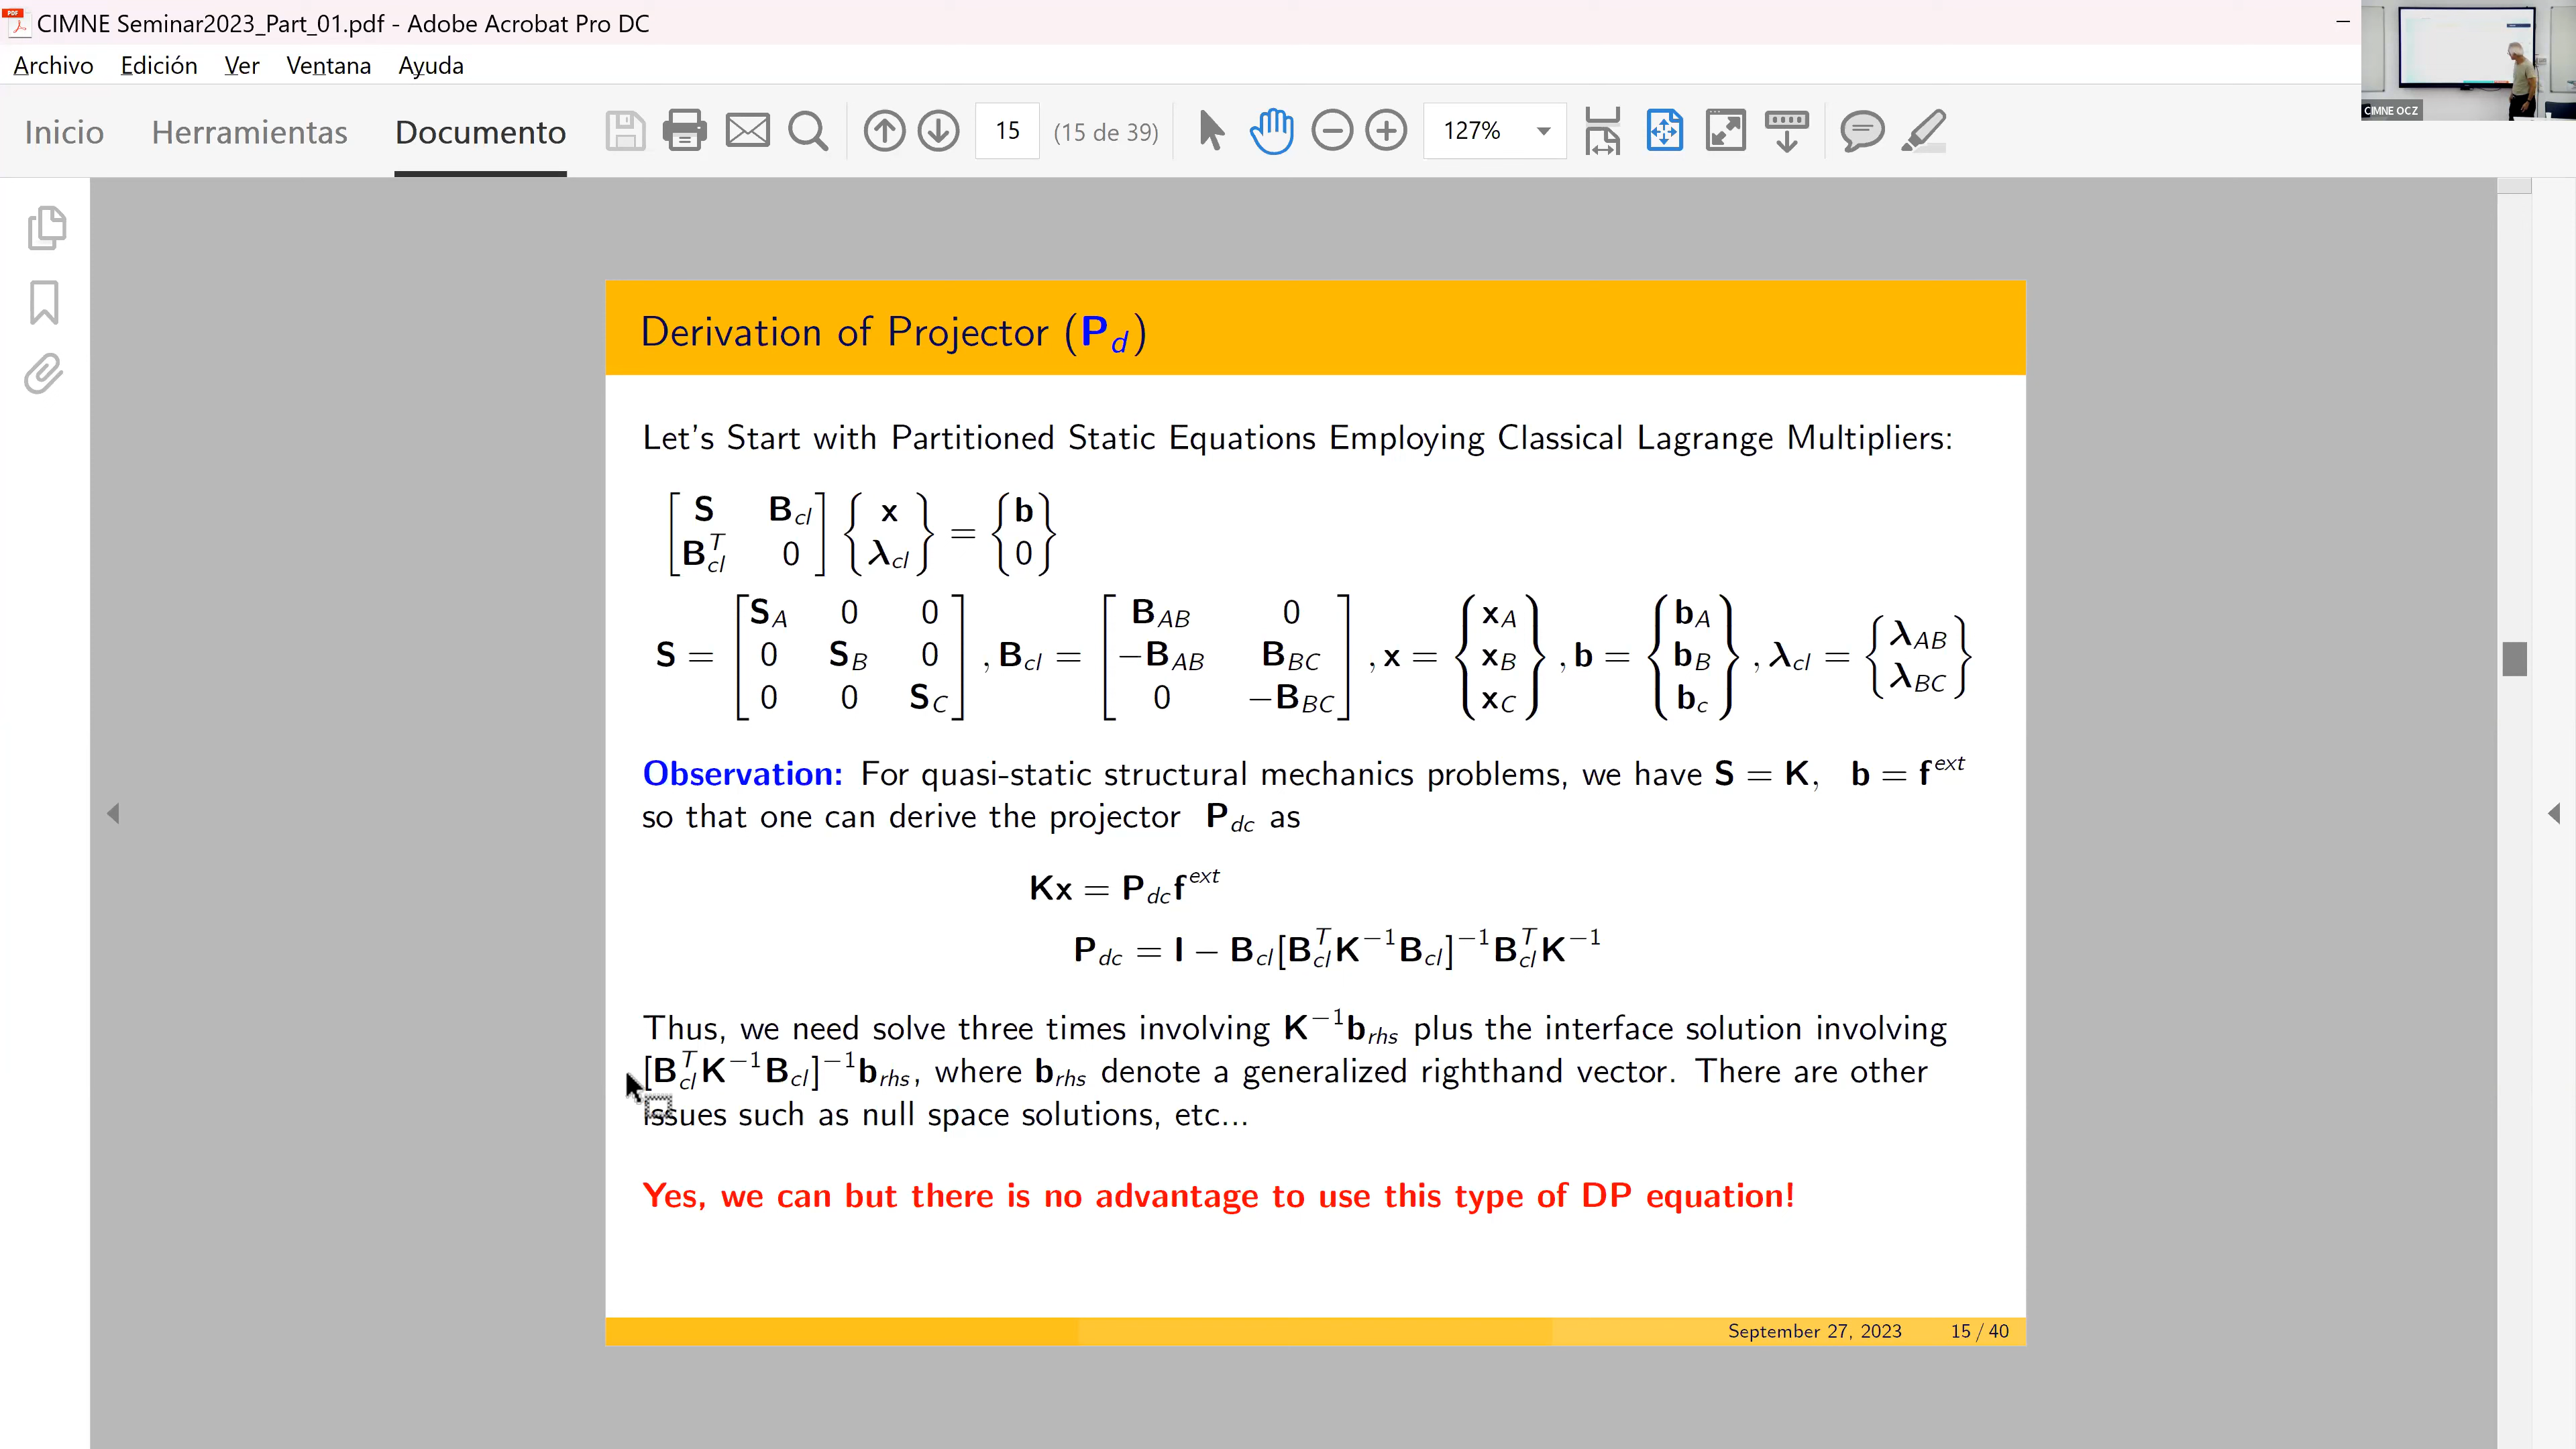 CIMNE Seminar2023_Part_01.pdf - Adobe Acrobat Pro DC
Archivo Edición Ver Ventana Ayuda
Inicio Herramientas Documento 15 (15 de 39) 127%
CIMNE OCZ
Derivation of Projector (P_d)
Let's Start with Partitioned Static Equations Employing Classical Lagrange Multipliers:
[S B_cl; B_cl^T 0] {x; λ_cl} = {b; 0}
S = [S_A 0 0; 0 S_B 0; 0 0 S_C], B_cl = [B_AB 0; −B_AB B_BC; 0 −B_BC], x = {x_A; x_B; x_C}, b = {b_A; b_B; b_c}, λ_cl = {λ_AB; λ_BC}
Observation: For quasi-static structural mechanics problems, we have S = K, b = f^ext
so that one can derive the projector P_dc as
Kx = P_dc f^ext
P_dc = I − B_cl[B_cl^T K^−1 B_cl]^−1 B_cl^T K^−1
Thus, we need solve three times involving K^−1 b_rhs plus the interface solution involving
[B_cl^T K^−1 B_cl]^−1 b_rhs, where b_rhs denote a generalized righthand vector. There are other
issues such as null space solutions, etc...
Yes, we can but there is no advantage to use this type of DP equation!
September 27, 2023 15 / 40